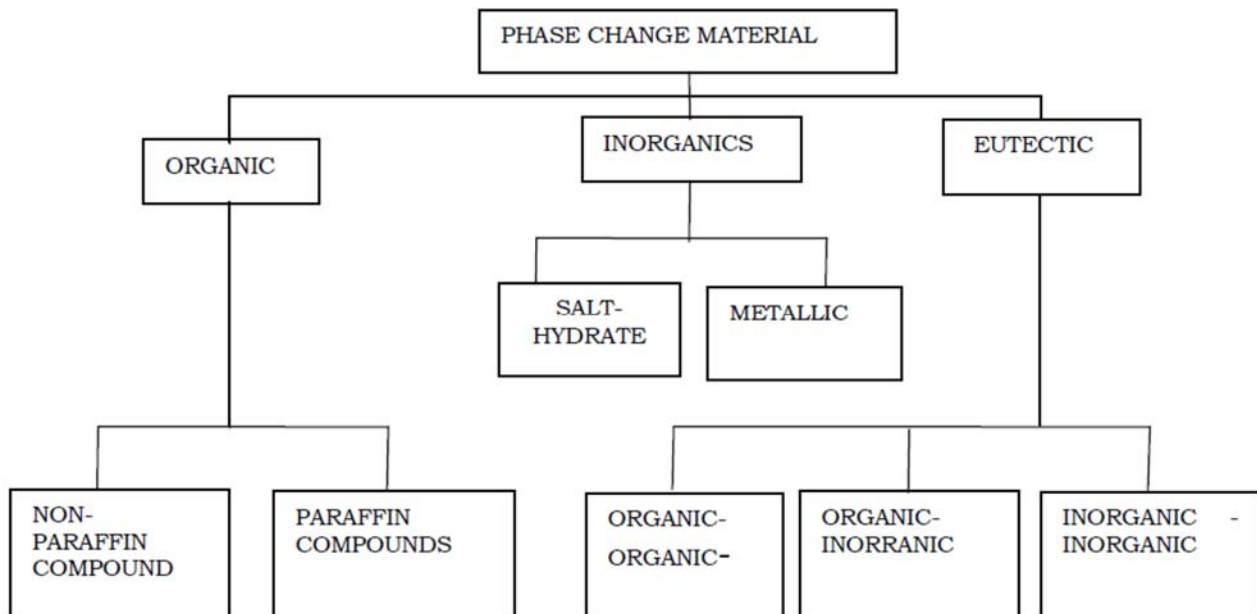 PHASE CHANGE MATERIAL
ORGANIC
INORGANICS
EUTECTIC
SALT-
HYDRATE
METALLIC
NON-
PARAFFIN
COMPOUND
PARAFFIN
COMPOUNDS
ORGANIC-
ORGANIC-
ORGANIC-
INORRANIC
INORGANIC -
INORGANIC